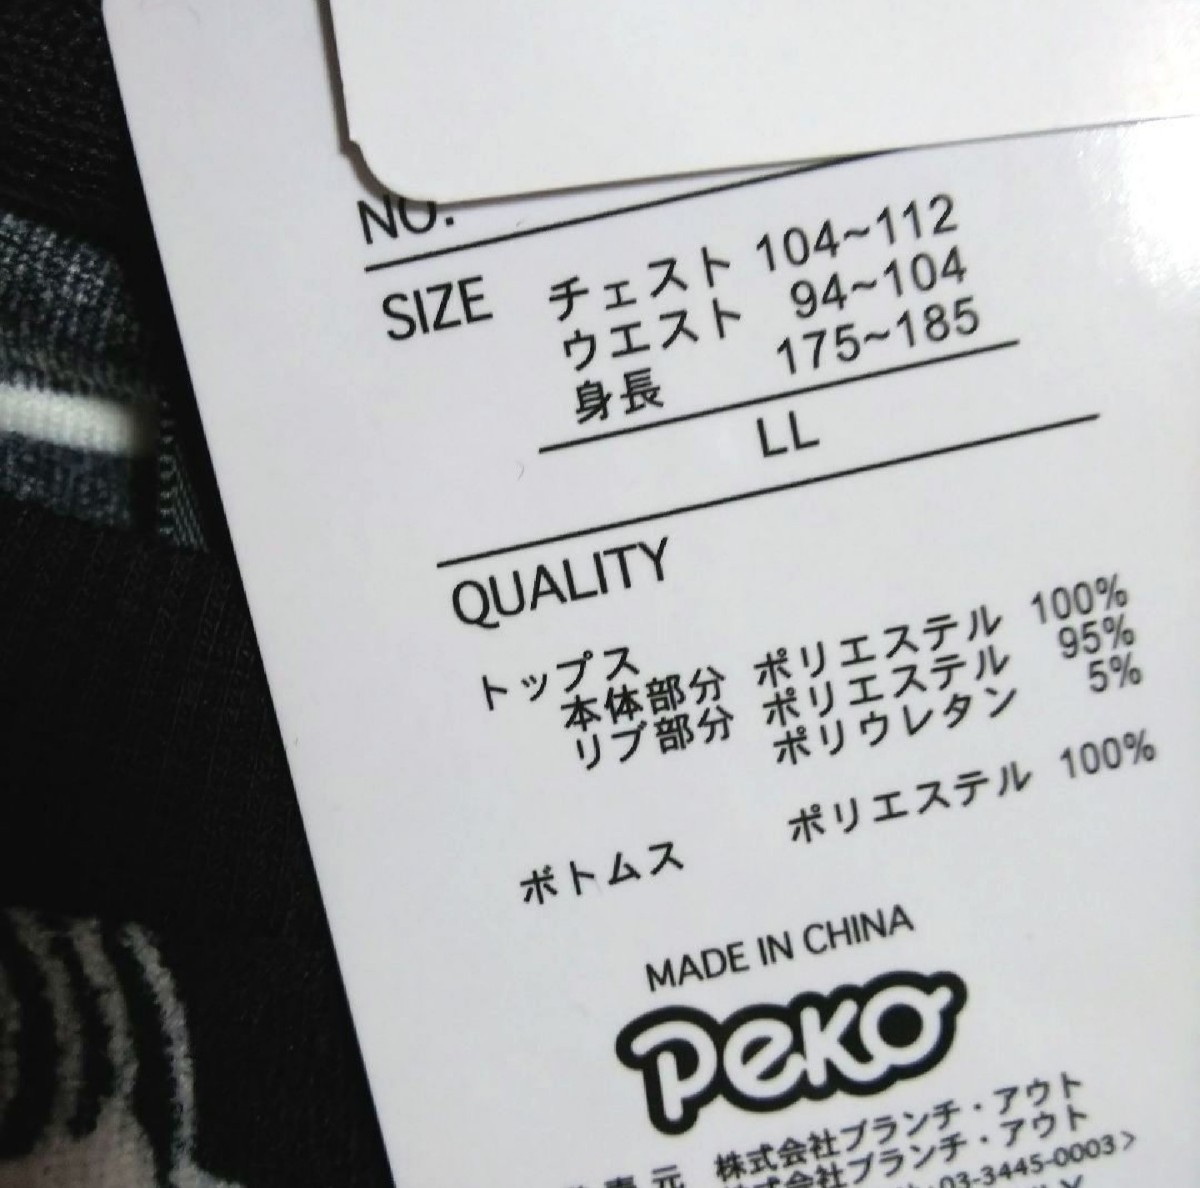 NO.
SIZE チェスト 104~112
ウエスト 94~104
身長 175~185
LL
QUALITY
トップス
本体部分 ポリエステル 100%
リブ部分 ポリエステル 95%
ポリウレタン 5%
ボトムス ポリエステル 100%
MADE IN CHINA
Peko
元 株式会社ブランチ・アウト
株式会社ブランチ・アウト
03-3445-0003>